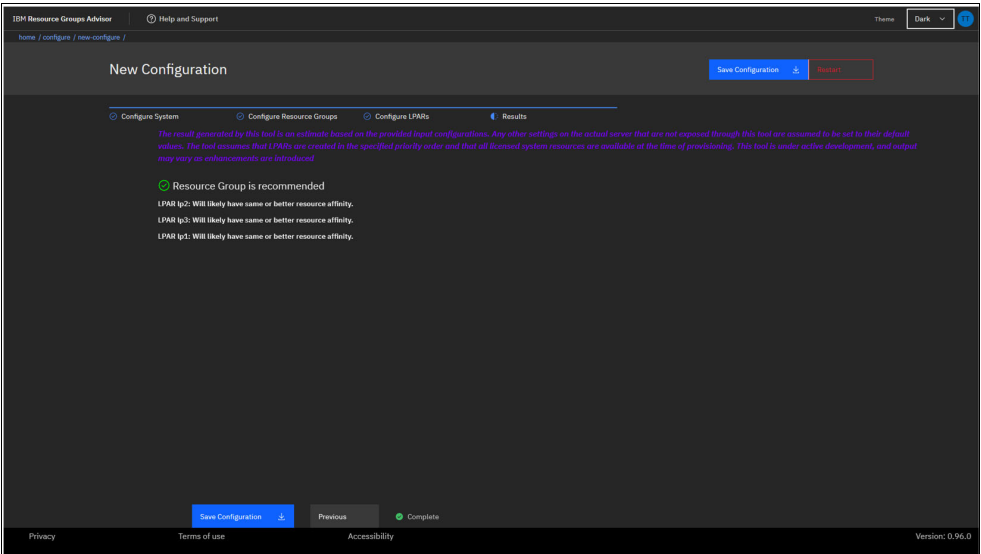 IBM Resource Groups Advisor
Help and Support
Theme
Dark
TT
home / configure / new-configure /
New Configuration
Save Configuration
Restart
Configure System
Configure Resource Groups
Configure LPARs
Results
The result generated by this tool is an estimate based on the provided input configurations. Any other settings on the actual server that are not exposed through this tool are assumed to be set to their default
values. The tool assumes that LPARs are created in the specified priority order and that all licensed system resources are available at the time of provisioning. This tool is under active development, and output
may vary as enhancements are introduced.
Resource Group is recommended
LPAR lp2: Will likely have same or better resource affinity.
LPAR lp3: Will likely have same or better resource affinity.
LPAR lp1: Will likely have same or better resource affinity.
Save Configuration
Previous
Complete
Privacy
Terms of use
Accessibility
Version: 0.96.0